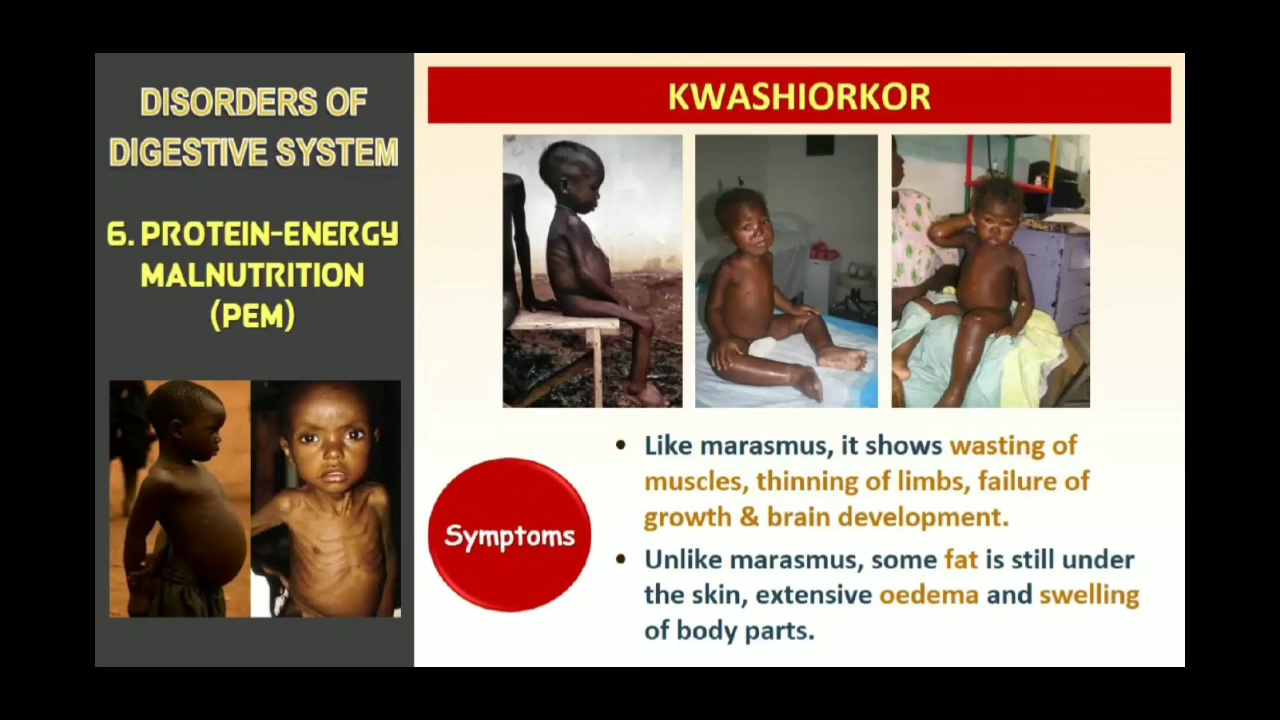 DISORDERS OF
DIGESTIVE SYSTEM
6. PROTEIN-ENERGY
MALNUTRITION
(PEM)
KWASHIORKOR
Symptoms
• Like marasmus, it shows wasting of
muscles, thinning of limbs, failure of
growth & brain development.
• Unlike marasmus, some fat is still under
the skin, extensive oedema and swelling
of body parts.